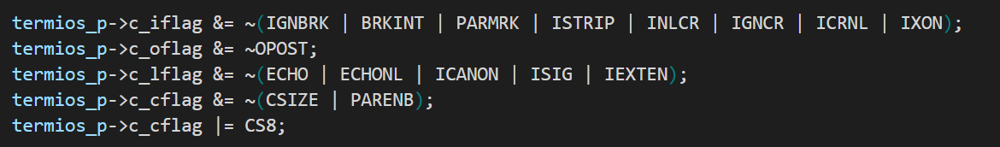 termios_p->c_iflag &= ~(IGNBRK | BRKINT | PARMRK | ISTRIP | INLCR | IGNCR | ICRNL | IXON);
termios_p->c_oflag &= ~OPOST;
termios_p->c_lflag &= ~(ECHO | ECHONL | ICANON | ISIG | IEXTEN);
termios_p->c_cflag &= ~(CSIZE | PARENB);
termios_p->c_cflag |= CS8;